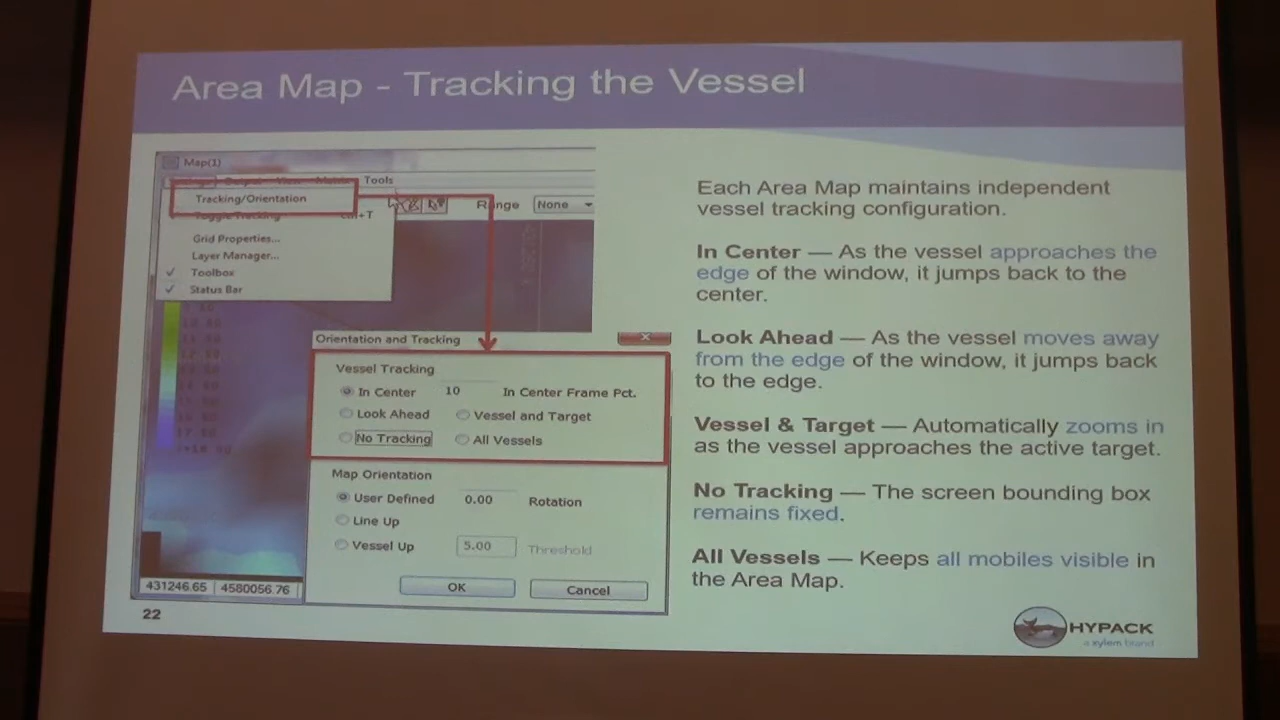 Area Map - Tracking the Vessel
Map(1)
Tools
Tracking/Orientation
Toggle Tracking
Range
None
Grid Properties...
Layer Manager...
Toolbox
Status Bar
Orientation and Tracking
Vessel Tracking
In Center 10 In Center Frame Pct.
Look Ahead Vessel and Target
No Tracking All Vessels
Map Orientation
User Defined 0.00 Rotation
Line Up
Vessel Up 5.00 Threshold
OK Cancel
431246.65 4580056.76
22
Each Area Map maintains independent
vessel tracking configuration.
In Center — As the vessel approaches the
edge of the window, it jumps back to the
center.
Look Ahead — As the vessel moves away
from the edge of the window, it jumps back
to the edge.
Vessel & Target — Automatically zooms in
as the vessel approaches the active target.
No Tracking — The screen bounding box
remains fixed.
All Vessels — Keeps all mobiles visible in
the Area Map.
HYPACK
a xylem brand